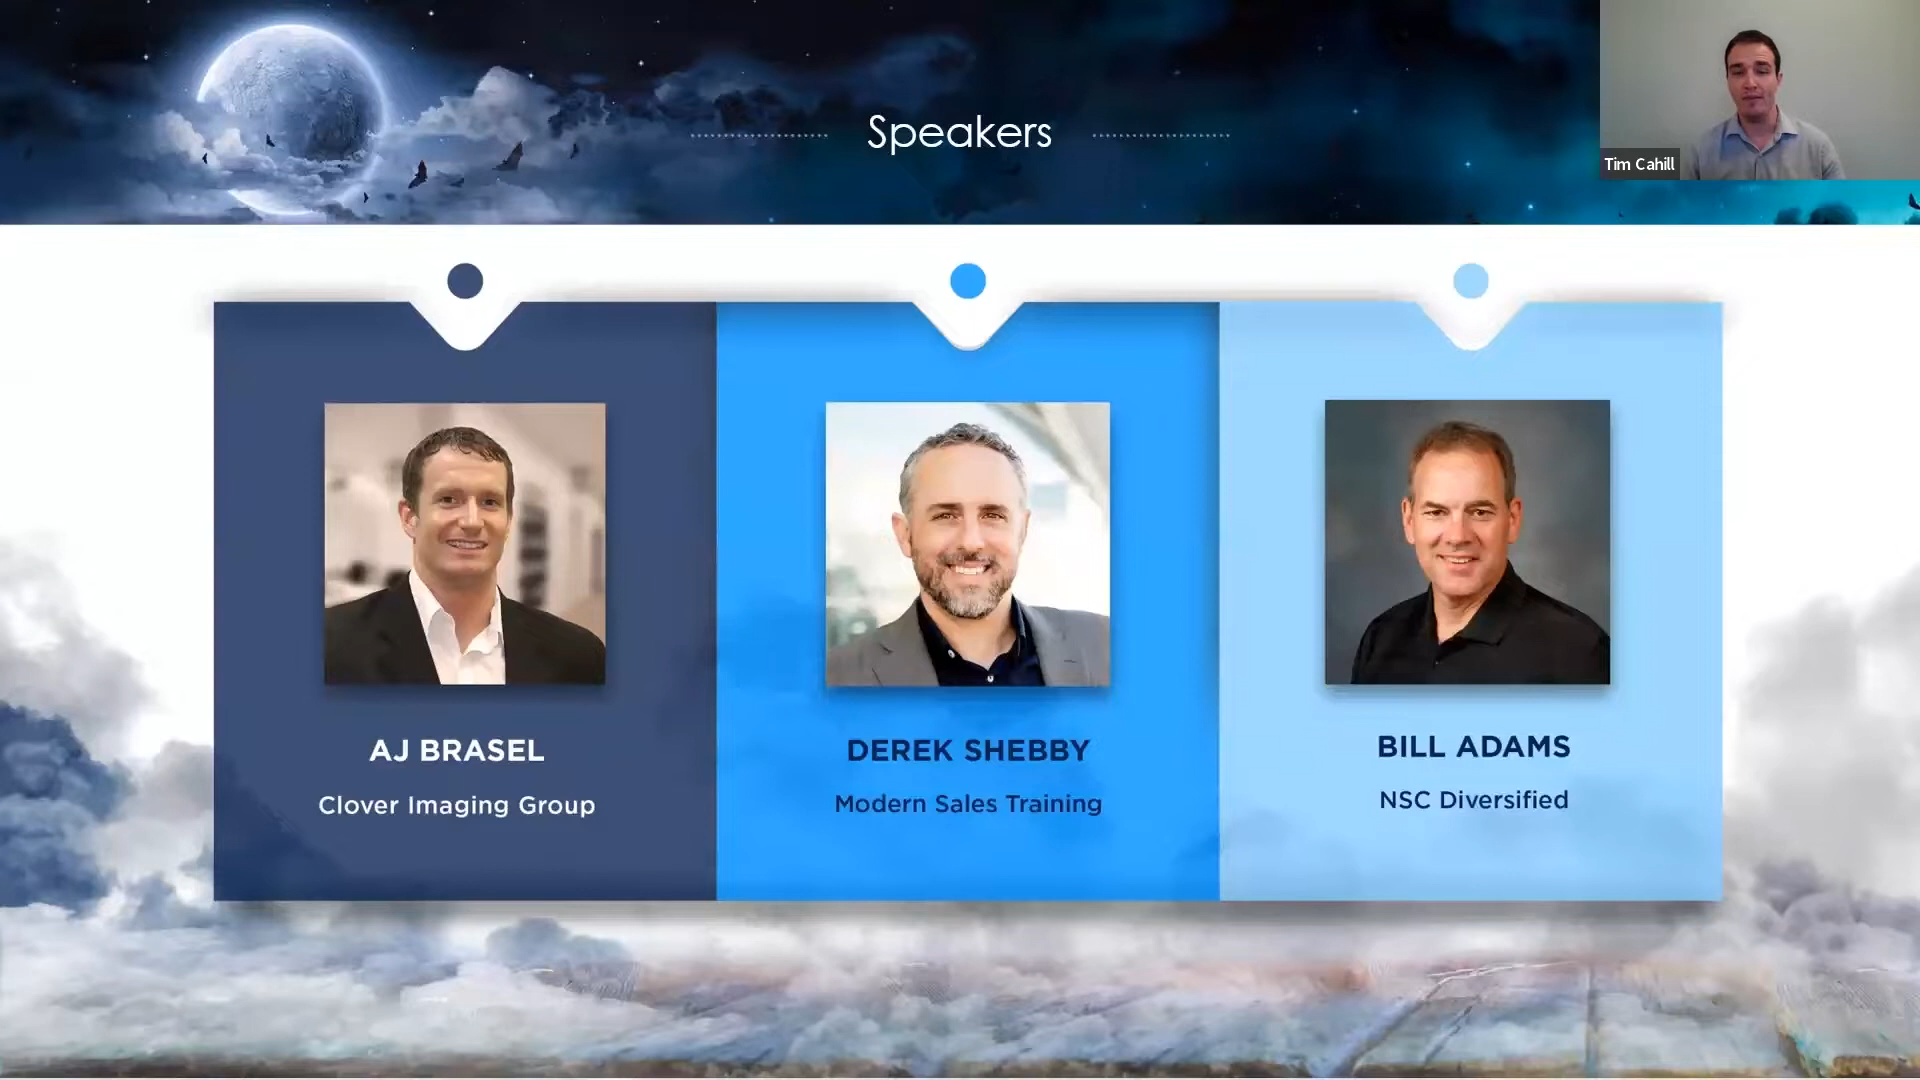 Speakers
Tim Cahill
AJ BRASEL
Clover Imaging Group
DEREK SHEBBY
Modern Sales Training
BILL ADAMS
NSC Diversified